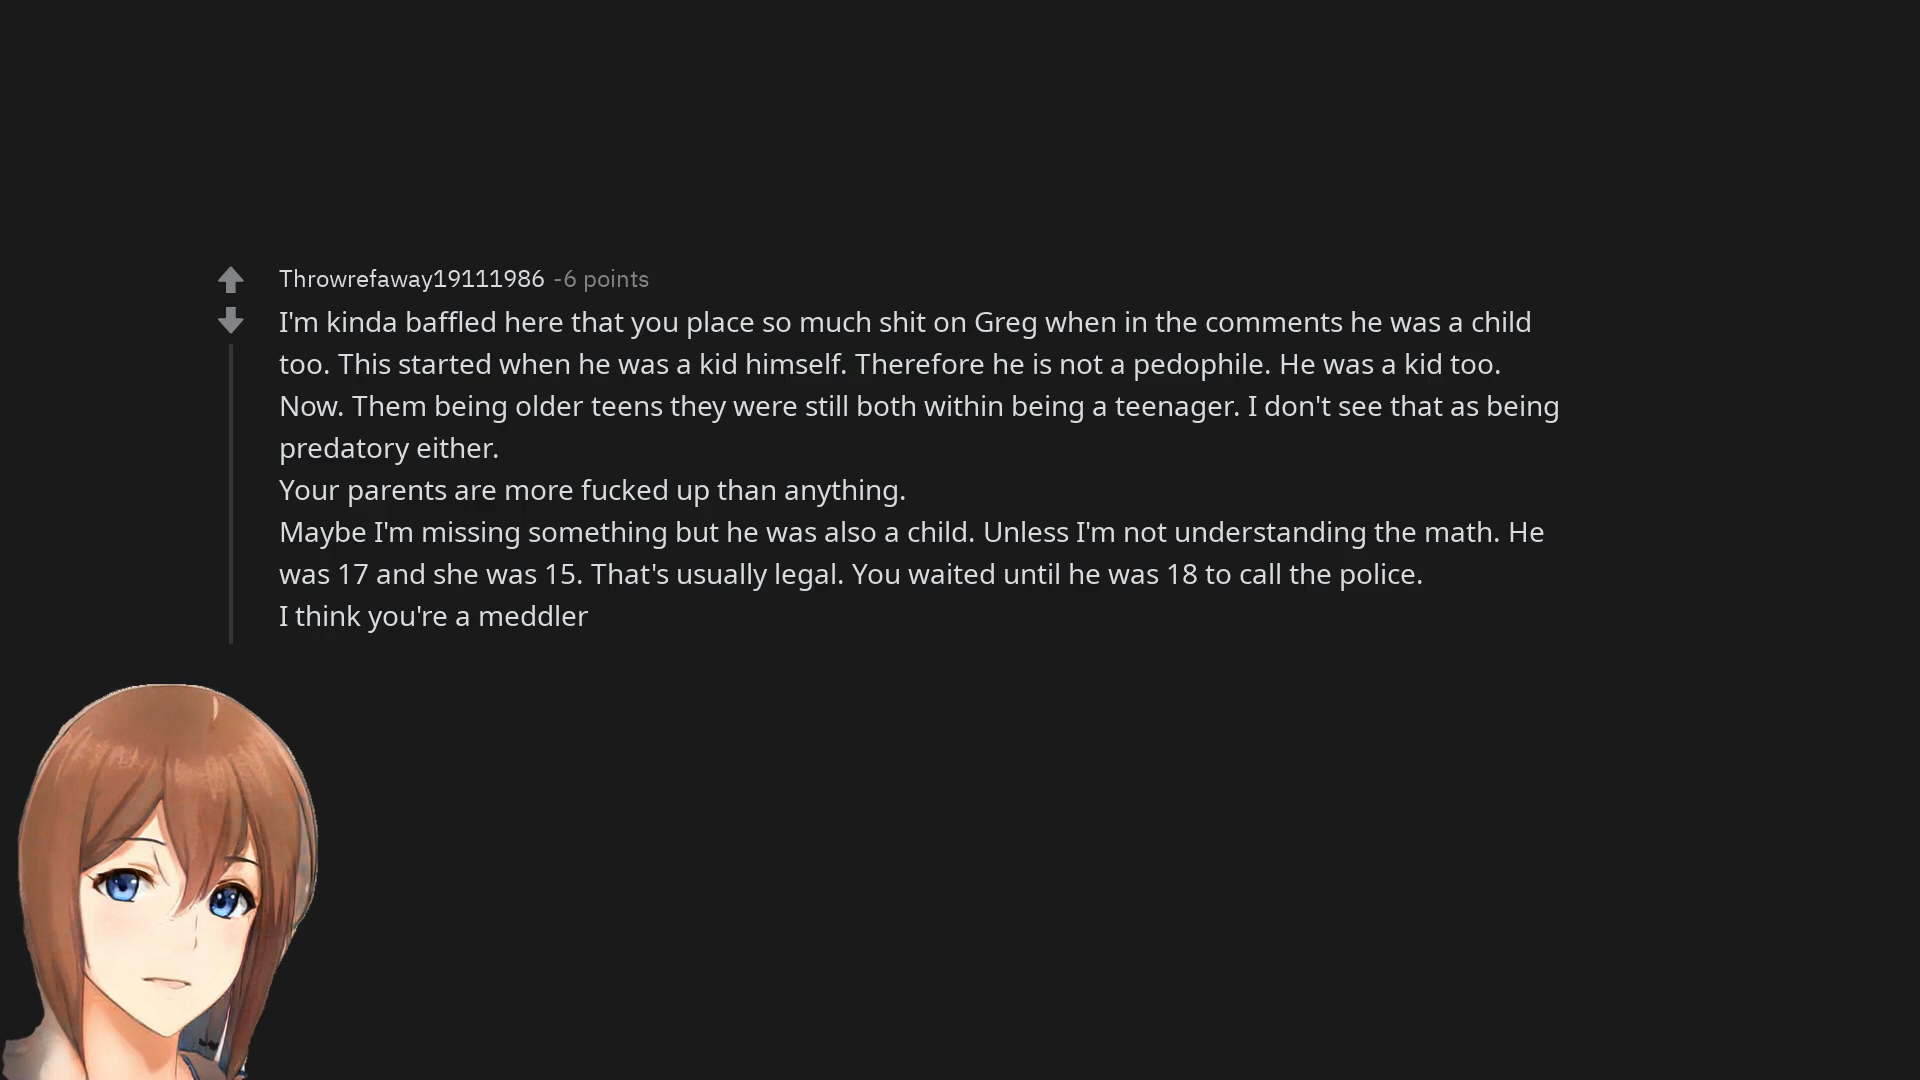 Throwrefaway19111986 -6 points
I'm kinda baffled here that you place so much shit on Greg when in the comments he was a child
too. This started when he was a kid himself. Therefore he is not a pedophile. He was a kid too.
Now. Them being older teens they were still both within being a teenager. I don't see that as being
predatory either.
Your parents are more fucked up than anything.
Maybe I'm missing something but he was also a child. Unless I'm not understanding the math. He
was 17 and she was 15. That's usually legal. You waited until he was 18 to call the police.
I think you're a meddler